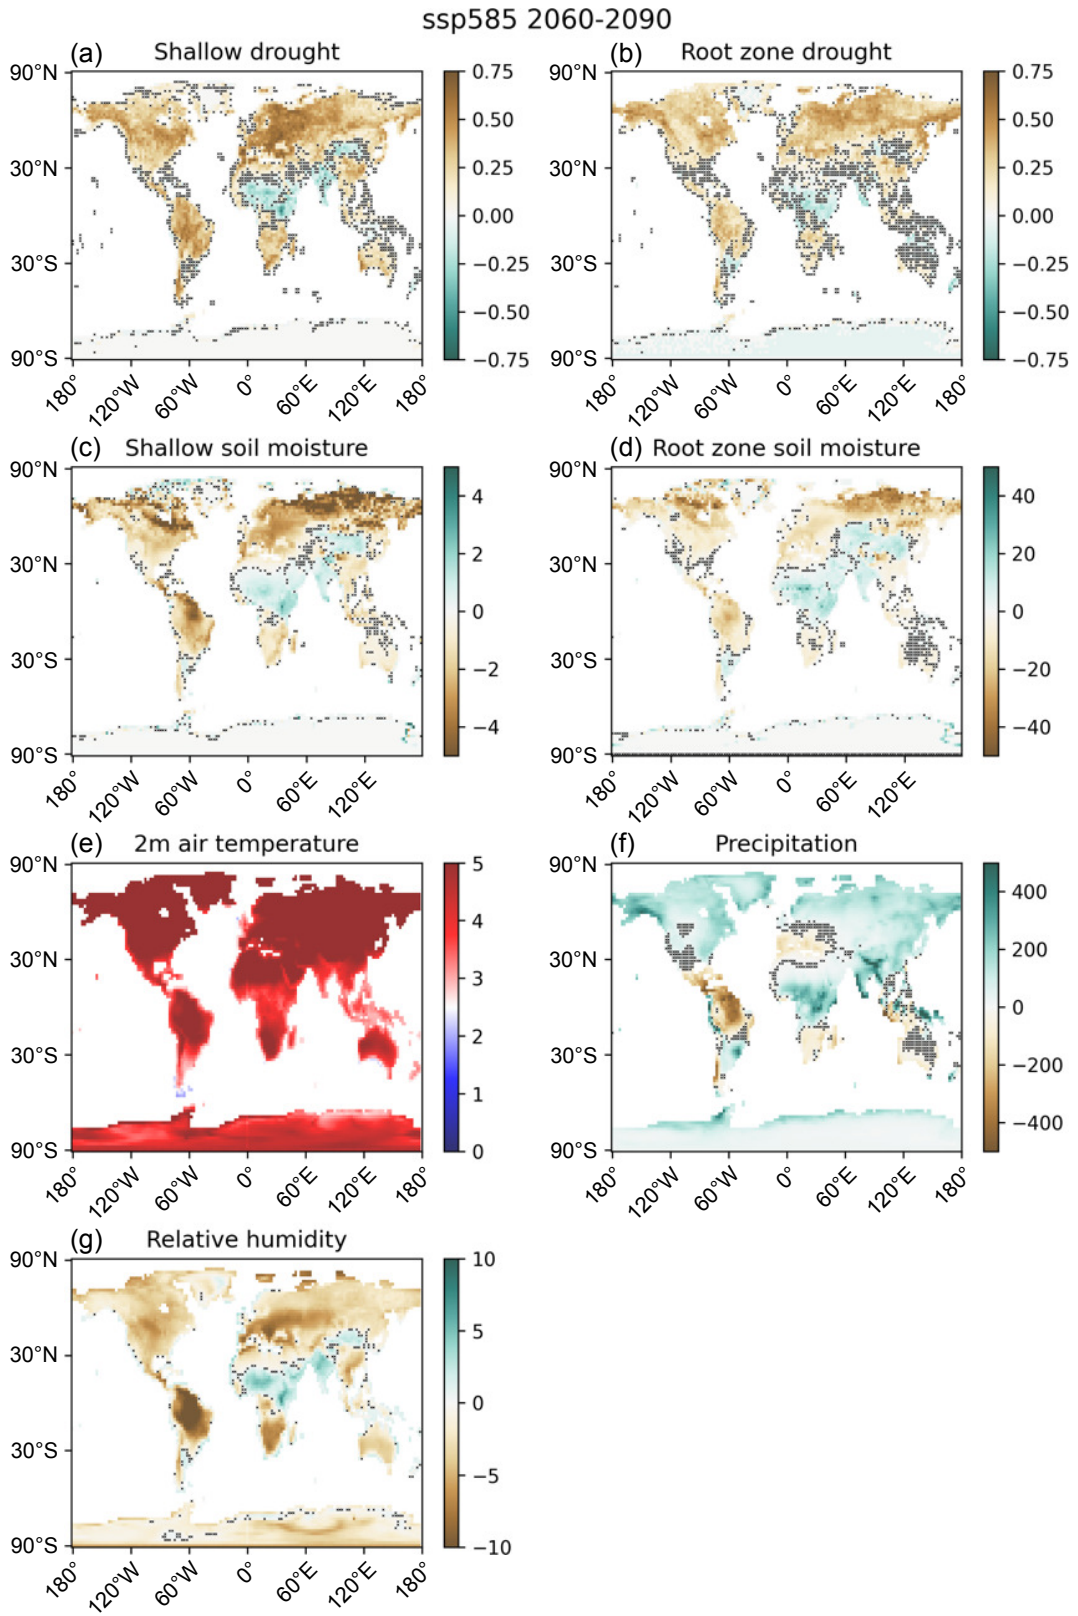 ssp585 2060-2090
(a) Shallow drought
90°N
30°N
30°S
90°S
0.75
0.50
0.25
0.00
−0.25
−0.50
−0.75
180° 120°W 60°W 0° 60°E 120°E 180°
(b) Root zone drought
90°N
30°N
30°S
90°S
0.75
0.50
0.25
0.00
−0.25
−0.50
−0.75
180° 120°W 60°W 0° 60°E 120°E 180°
(c) Shallow soil moisture
90°N
30°N
30°S
90°S
4
2
0
−2
−4
180° 120°W 60°W 0° 60°E 120°E
(d) Root zone soil moisture
90°N
30°N
30°S
90°S
40
20
0
−20
−40
180° 120°W 60°W 0° 60°E 120°E
(e) 2m air temperature
90°N
30°N
30°S
90°S
5
4
3
2
1
0
180° 120°W 60°W 0° 60°E 120°E 180°
(f) Precipitation
90°N
30°N
30°S
90°S
400
200
0
−200
−400
180° 120°W 60°W 0° 60°E 120°E 180°
(g) Relative humidity
90°N
30°N
30°S
90°S
10
5
0
−5
−10
180° 120°W 60°W 0° 60°E 120°E 180°